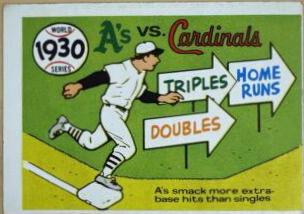 WORLD
1930
SERIES
A's vs. Cardinals
TRIPLES
HOME
RUNS
DOUBLES
A's smack more extra-
base hits than singles